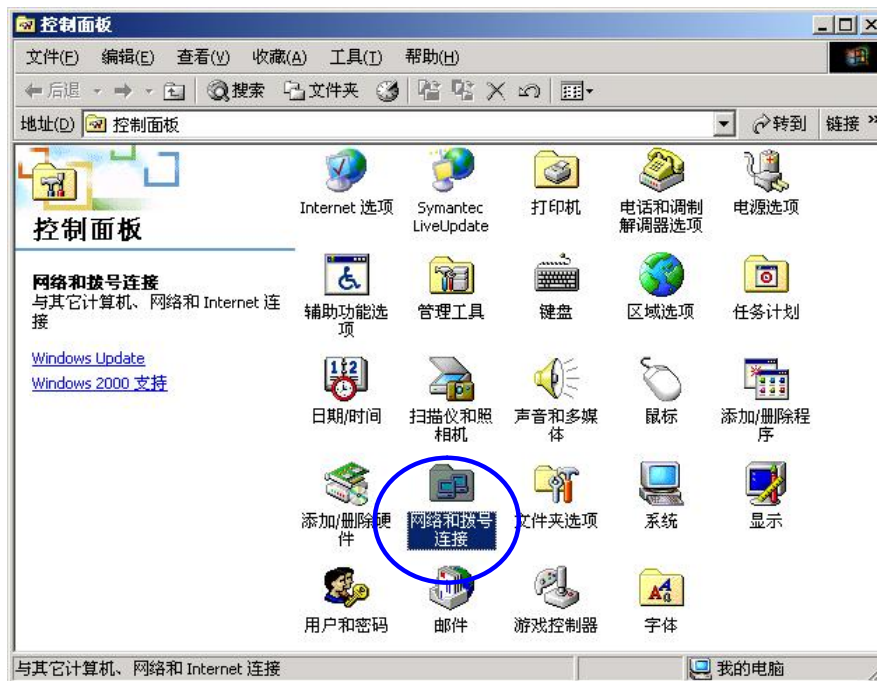 控制面板
文件(F) 编辑(E) 查看(V) 收藏(A) 工具(T) 帮助(H)
后退 搜索 文件夹
地址(D) 控制面板 转到 链接 »
控制面板
网络和拨号连接
与其它计算机、网络和 Internet 连
接
Windows Update
Windows 2000 支持
Internet 选项 Symantec 打印机 电话和调制 电源选项
LiveUpdate 解调器选项
辅助功能选 管理工具 键盘 区域选项 任务计划
项
日期/时间 扫描仪和照 声音和多媒 鼠标 添加/删除程
相机 体 序
添加/删除硬 网络和拨号 文件夹选项 系统 显示
件 连接
用户和密码 邮件 游戏控制器 字体
与其它计算机、网络和 Internet 连接 我的电脑